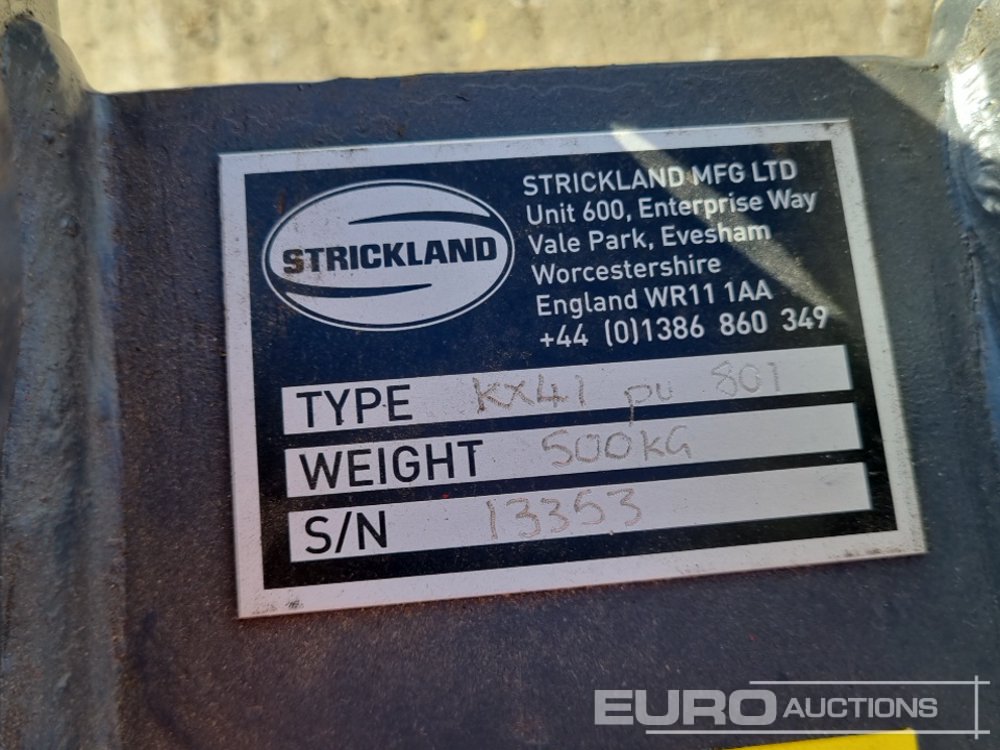 STRICKLAND
STRICKLAND MFG LTD
Unit 600, Enterprise Way
Vale Park, Evesham
Worcestershire
England WR11 1AA
+44 (0)1386 860 349
TYPE KX41 pu 801
WEIGHT 500KG
S/N 13353
EURO AUCTIONS